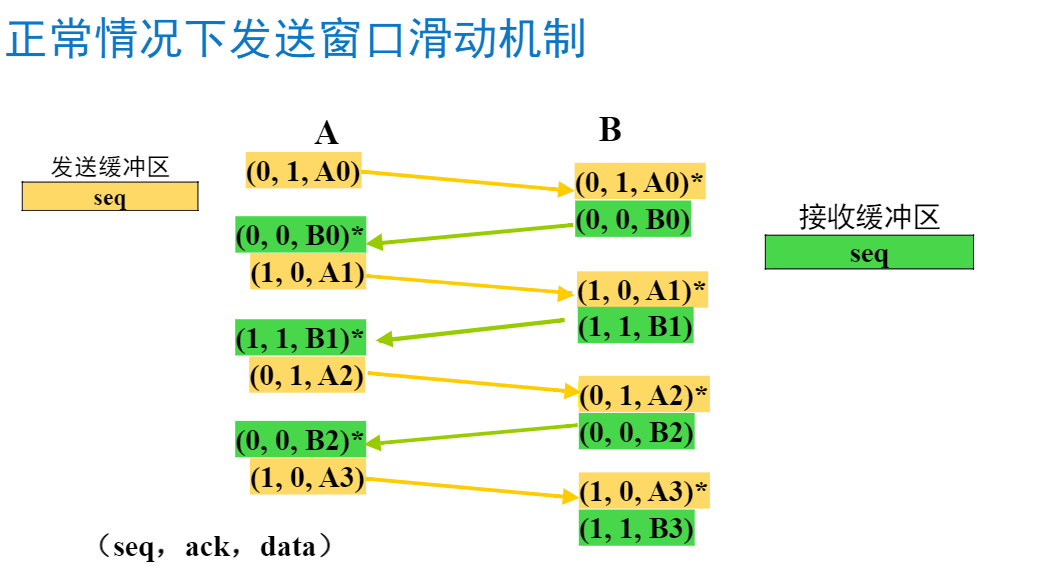 正常情况下发送窗口滑动机制
A
B
发送缓冲区
seq
(0, 1, A0)
(0, 1, A0)*
(0, 0, B0)
接收缓冲区
seq
(0, 0, B0)*
(1, 0, A1)
(1, 0, A1)*
(1, 1, B1)
(1, 1, B1)*
(0, 1, A2)
(0, 1, A2)*
(0, 0, B2)
(0, 0, B2)*
(1, 0, A3)
(1, 0, A3)*
(1, 1, B3)
（seq，ack，data）